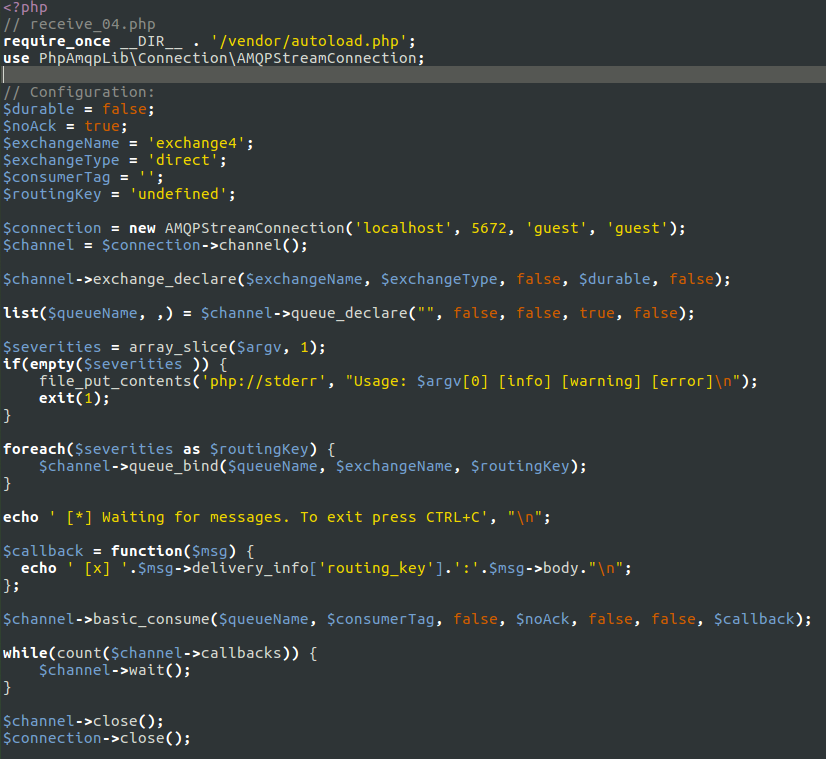 <?php
// receive_04.php
require_once __DIR__ . '/vendor/autoload.php';
use PhpAmqpLib\Connection\AMQPStreamConnection;
// Configuration:
$durable = false;
$noAck = true;
$exchangeName = 'exchange4';
$exchangeType = 'direct';
$consumerTag = '';
$routingKey = 'undefined';
$connection = new AMQPStreamConnection('localhost', 5672, 'guest', 'guest');
$channel = $connection->channel();
$channel->exchange_declare($exchangeName, $exchangeType, false, $durable, false);
list($queueName, ,) = $channel->queue_declare("", false, false, true, false);
$severities = array_slice($argv, 1);
if(empty($severities )) {
    file_put_contents('php://stderr', "Usage: $argv[0] [info] [warning] [error]\n");
    exit(1);
}
foreach($severities as $routingKey) {
    $channel->queue_bind($queueName, $exchangeName, $routingKey);
}
echo ' [*] Waiting for messages. To exit press CTRL+C', "\n";
$callback = function($msg) {
  echo ' [x] '.$msg->delivery_info['routing_key'].':'.$msg->body."\n";
};
$channel->basic_consume($queueName, $consumerTag, false, $noAck, false, false, $callback);
while(count($channel->callbacks)) {
    $channel->wait();
}
$channel->close();
$connection->close();